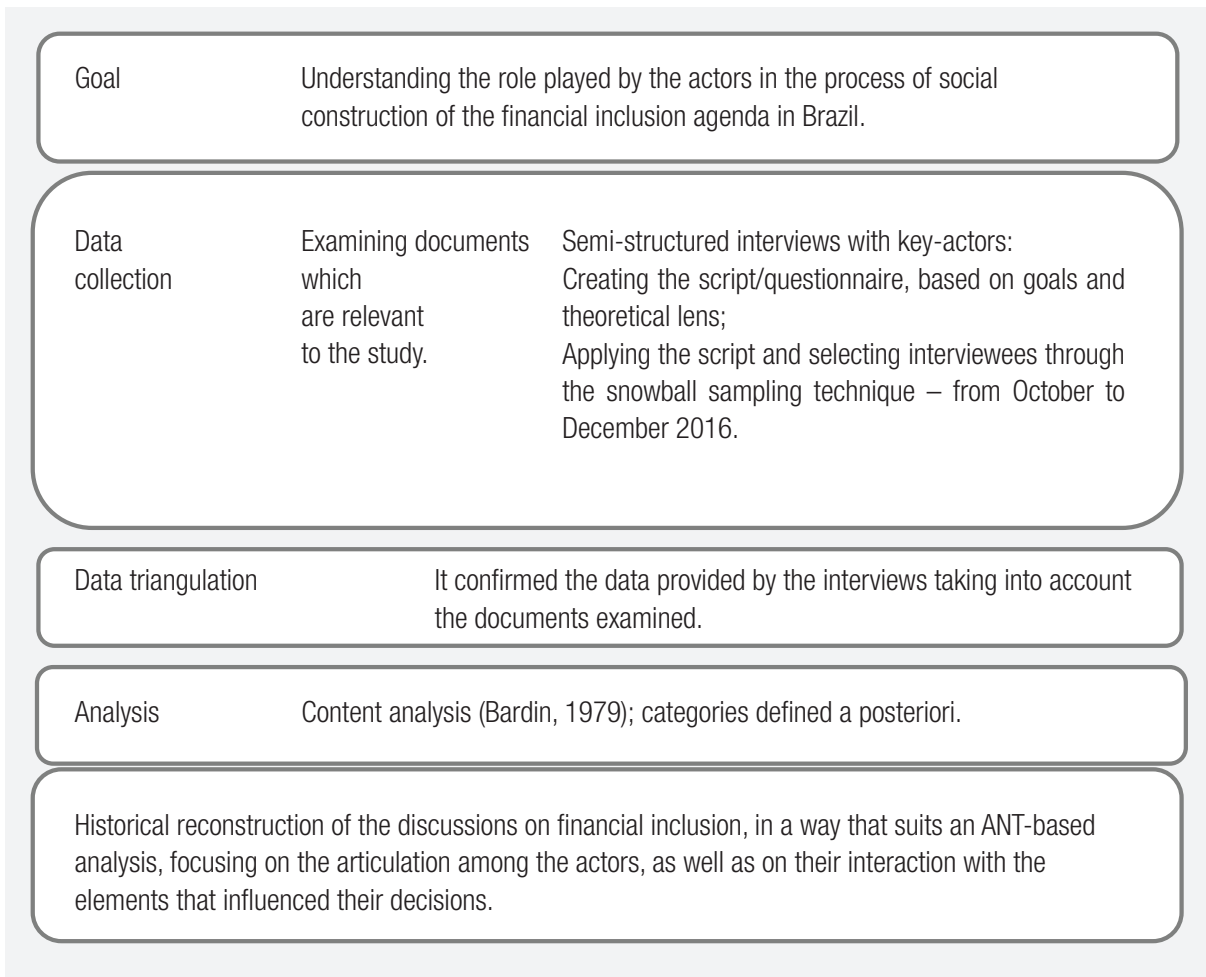 Goal
Understanding the role played by the actors in the process of social
construction of the financial inclusion agenda in Brazil.
Data
collection
Examining documents
which
are relevant
to the study.
Semi-structured interviews with key-actors:
Creating the script/questionnaire, based on goals and
theoretical lens;
Applying the script and selecting interviewees through
the snowball sampling technique – from October to
December 2016.
Data triangulation
It confirmed the data provided by the interviews taking into account
the documents examined.
Analysis
Content analysis (Bardin, 1979); categories defined a posteriori.
Historical reconstruction of the discussions on financial inclusion, in a way that suits an ANT-based
analysis, focusing on the articulation among the actors, as well as on their interaction with the
elements that influenced their decisions.